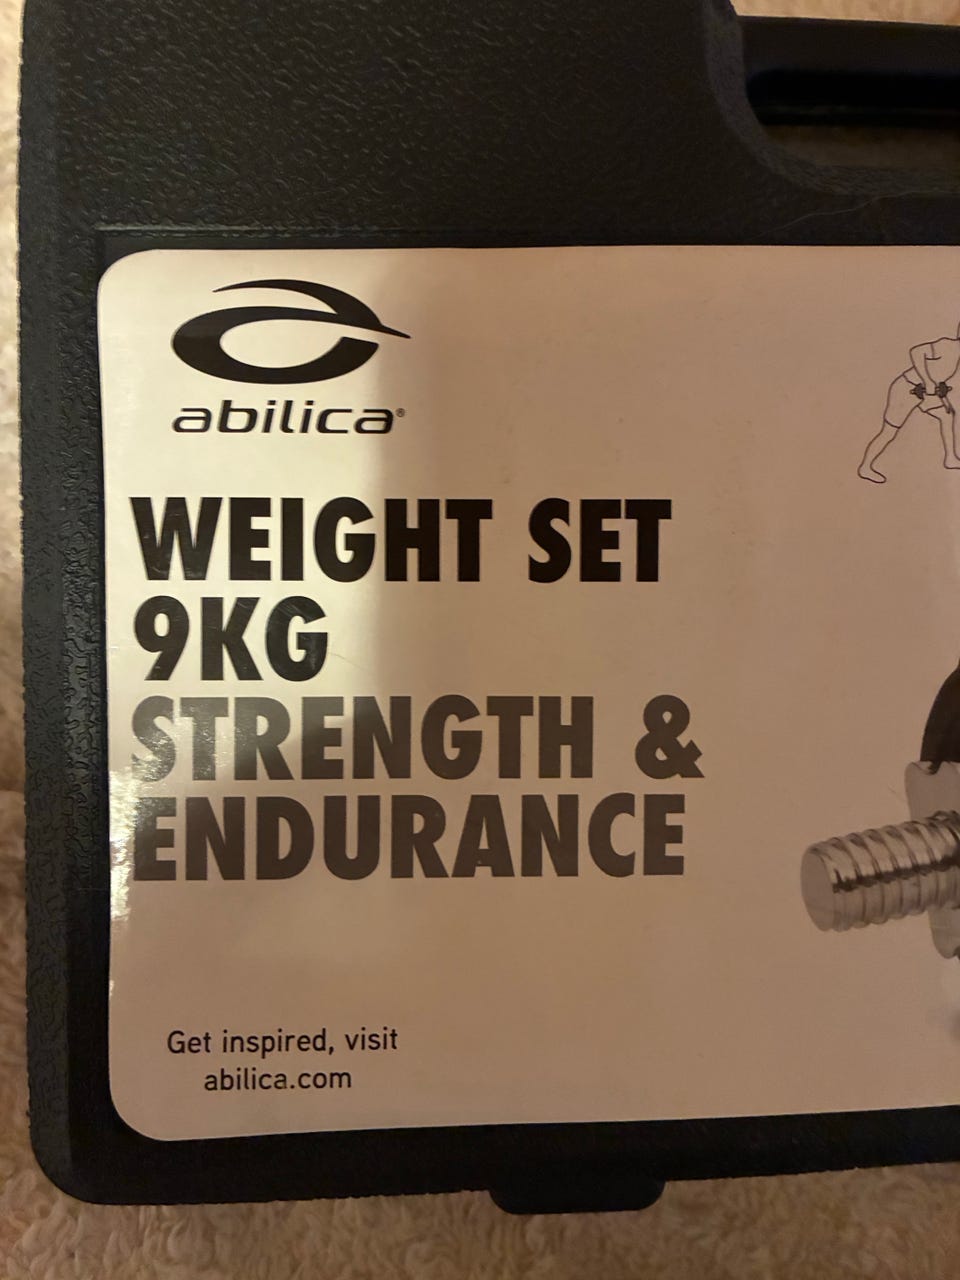 abilica®
WEIGHT SET
9KG
STRENGTH &
ENDURANCE
Get inspired, visit
abilica.com